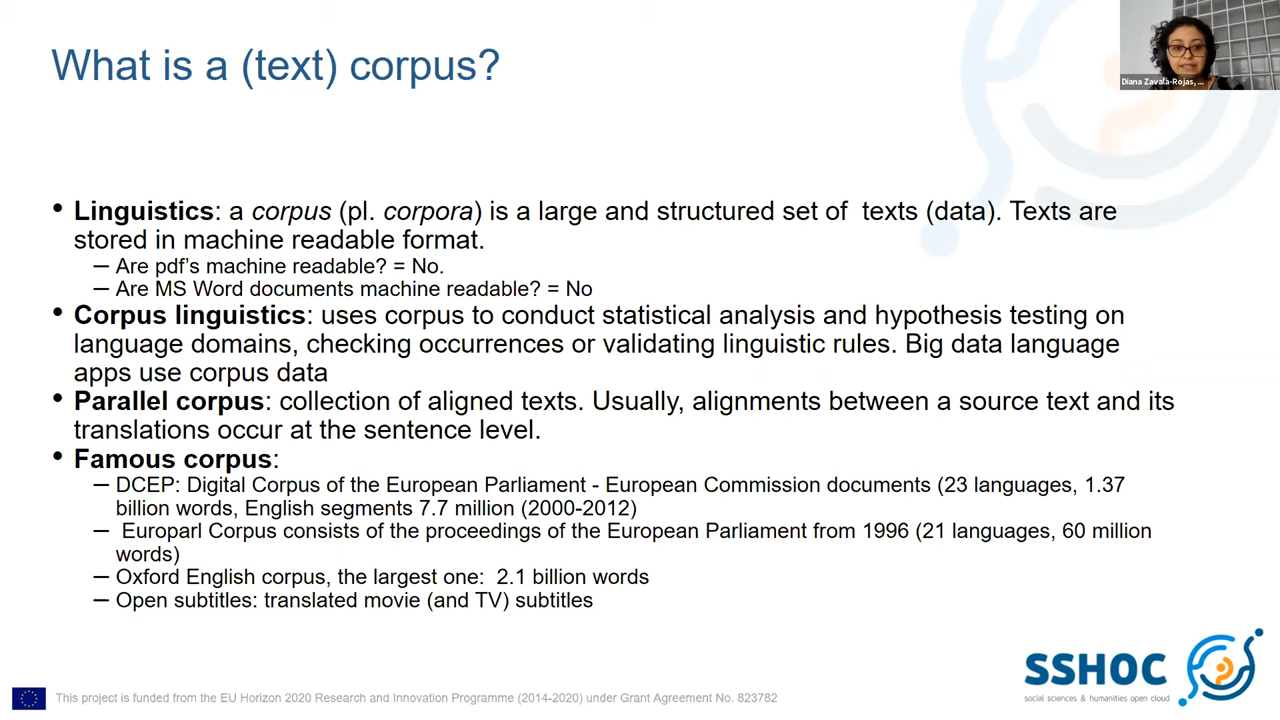 What is a (text) corpus?
Diana Zavala-Rojas, ...
• Linguistics: a corpus (pl. corpora) is a large and structured set of  texts (data). Texts are
stored in machine readable format.
– Are pdf's machine readable? = No.
– Are MS Word documents machine readable? = No
• Corpus linguistics: uses corpus to conduct statistical analysis and hypothesis testing on
language domains, checking occurrences or validating linguistic rules. Big data language
apps use corpus data
• Parallel corpus: collection of aligned texts. Usually, alignments between a source text and its
translations occur at the sentence level.
• Famous corpus:
– DCEP: Digital Corpus of the European Parliament - European Commission documents (23 languages, 1.37
billion words, English segments 7.7 million (2000-2012)
– Europarl Corpus consists of the proceedings of the European Parliament from 1996 (21 languages, 60 million
words)
– Oxford English corpus, the largest one:  2.1 billion words
– Open subtitles: translated movie (and TV) subtitles
SSHOC
social sciences & humanities open cloud
This project is funded from the EU Horizon 2020 Research and Innovation Programme (2014-2020) under Grant Agreement No. 823782